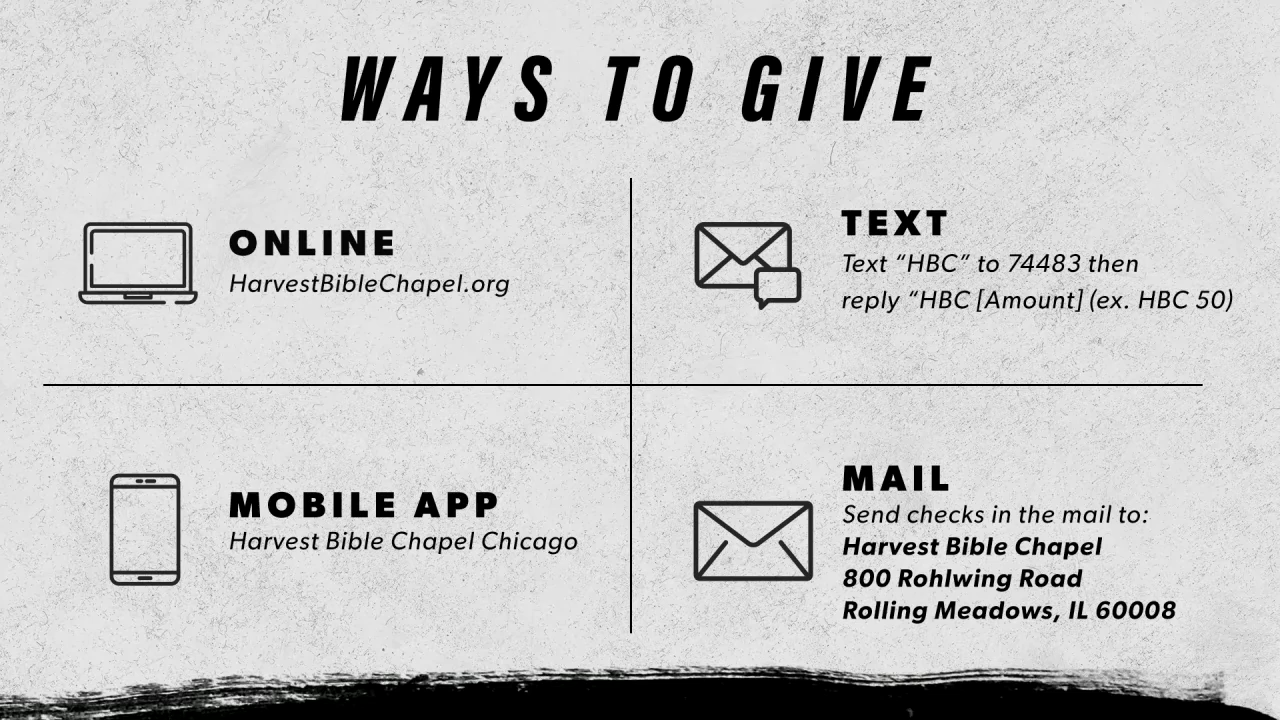 WAYS TO GIVE
ONLINE
HarvestBibleChapel.org
TEXT
Text “HBC” to 74483 then
reply “HBC [Amount] (ex. HBC 50)
MOBILE APP
Harvest Bible Chapel Chicago
MAIL
Send checks in the mail to:
Harvest Bible Chapel
800 Rohlwing Road
Rolling Meadows, IL 60008